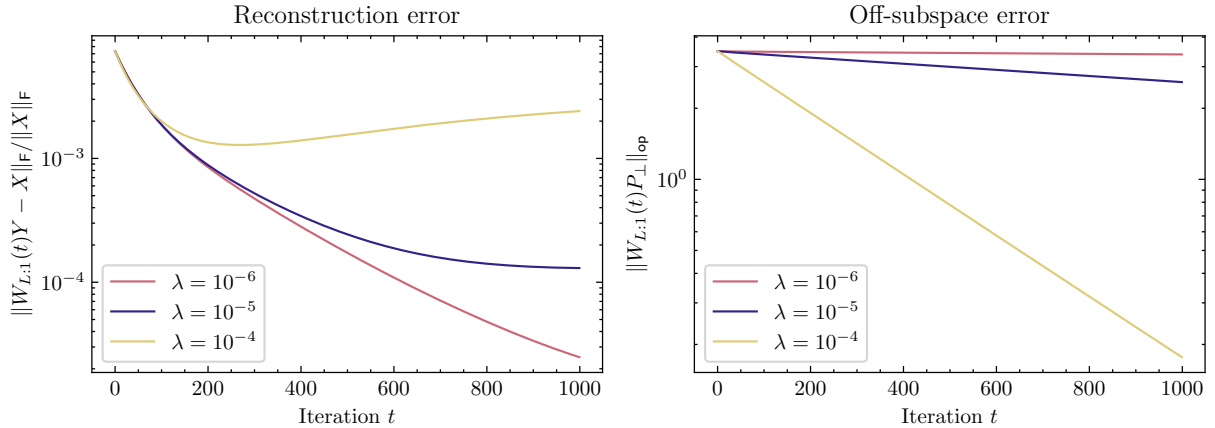 Reconstruction error
‖W_{L:1}(t)Y − X‖_F/‖X‖_F
10^{−3}
10^{−4}
λ = 10^{−6}
λ = 10^{−5}
λ = 10^{−4}
0 200 400 600 800 1000
Iteration t
Off-subspace error
‖W_{L:1}(t)P_⊥‖_op
10^0
λ = 10^{−6}
λ = 10^{−5}
λ = 10^{−4}
0 200 400 600 800 1000
Iteration t